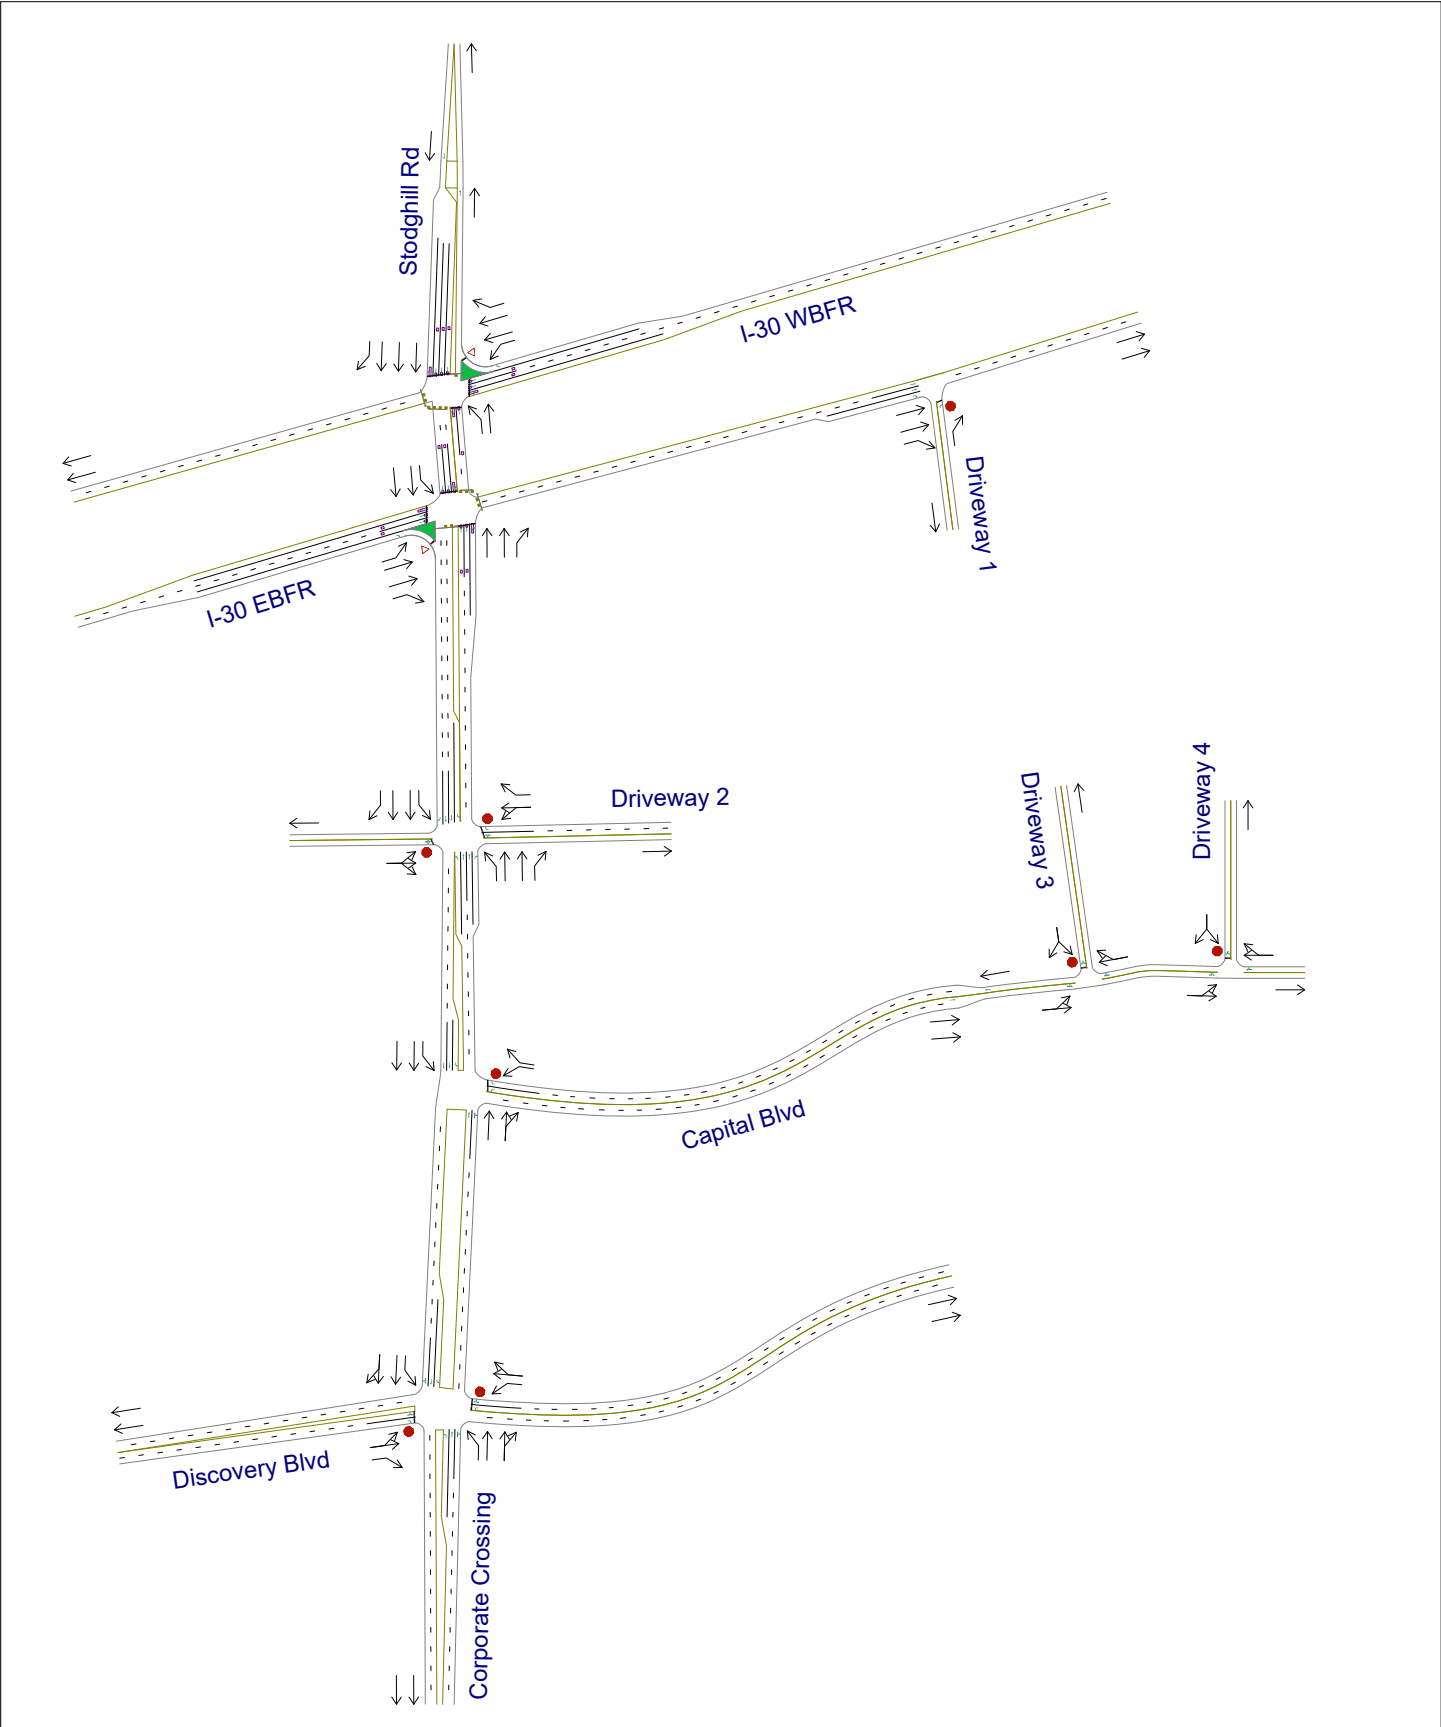 Stodghill Rd
I-30 WBFR
Driveway 1
I-30 EBFR
Driveway 2
Driveway 3
Driveway 4
Capital Blvd
Discovery Blvd
Corporate Crossing